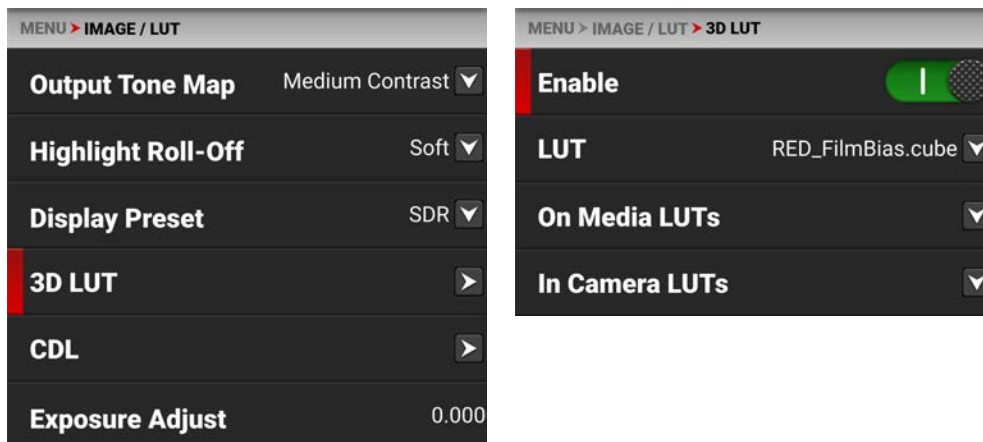 MENU > IMAGE / LUT
Output Tone Map Medium Contrast
Highlight Roll-Off Soft
Display Preset SDR
3D LUT
CDL
Exposure Adjust 0.000
MENU > IMAGE / LUT > 3D LUT
Enable
LUT RED_FilmBias.cube
On Media LUTs
In Camera LUTs